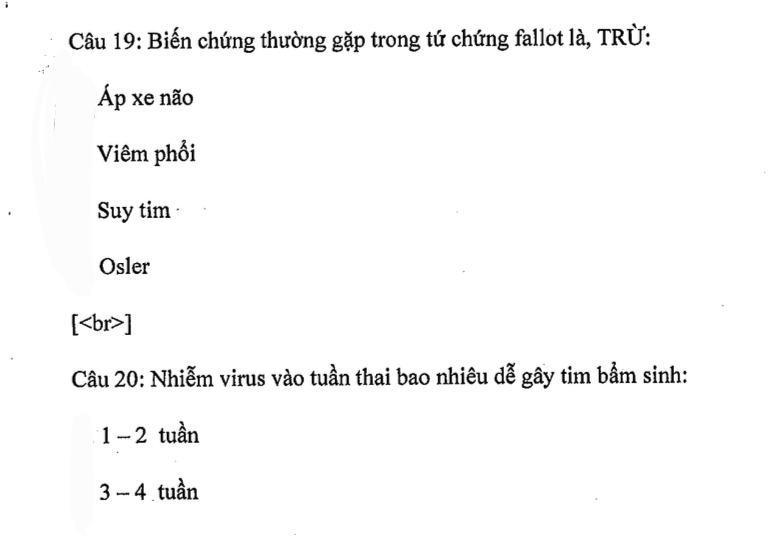 Câu 19: Biến chứng thường gặp trong tứ chứng fallot là, TRỪ:
Áp xe não
Viêm phổi
Suy tim
Osler
[<br>]
Câu 20: Nhiễm virus vào tuần thai bao nhiêu dễ gây tim bẩm sinh:
1 – 2 tuần
3 – 4 tuần